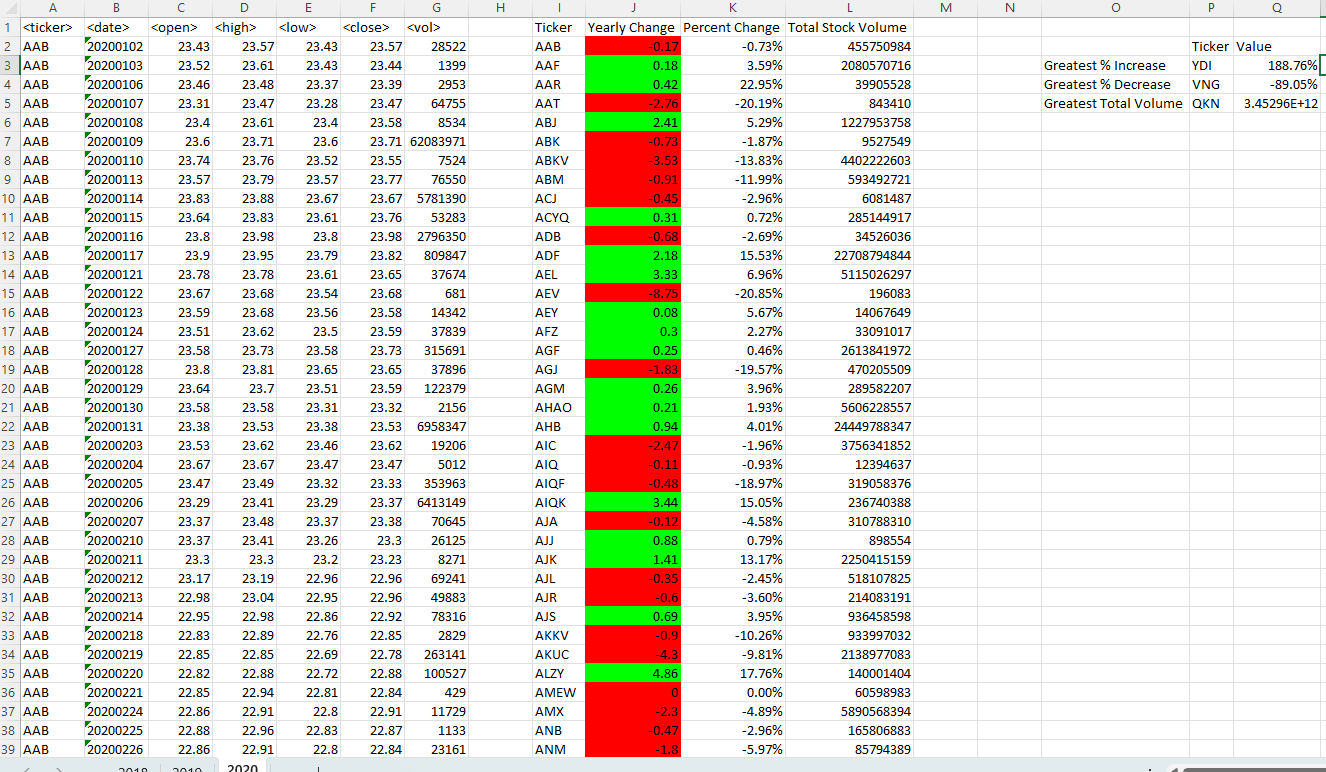 A B C D E F G H I J K L M N O P Q
1 <ticker> <date> <open> <high> <low> <close> <vol> Ticker Yearly Change Percent Change Total Stock Volume
2 AAB 20200102 23.43 23.57 23.43 23.57 28522 AAB -0.17 -0.73% 455750984 Ticker Value
3 AAB 20200103 23.52 23.61 23.43 23.44 1399 AAF 0.18 3.59% 2080570716 Greatest % Increase YDI 188.76%
4 AAB 20200106 23.46 23.48 23.37 23.39 2953 AAR 0.42 22.95% 39905528 Greatest % Decrease VNG -89.05%
5 AAB 20200107 23.31 23.47 23.28 23.47 64755 AAT -2.76 -20.19% 843410 Greatest Total Volume QKN 3.45296E+12
6 AAB 20200108 23.4 23.61 23.4 23.58 8534 ABJ 2.41 5.29% 1227953758
7 AAB 20200109 23.6 23.71 23.6 23.71 62083971 ABK -0.73 -1.87% 9527549
8 AAB 20200110 23.74 23.76 23.52 23.55 7524 ABKV -3.53 -13.83% 4402222603
9 AAB 20200113 23.57 23.79 23.57 23.77 76550 ABM -0.91 -11.99% 593492721
10 AAB 20200114 23.83 23.88 23.67 23.67 5781390 ACJ -0.45 -2.96% 6081487
11 AAB 20200115 23.64 23.83 23.61 23.76 53283 ACYQ 0.31 0.72% 285144917
12 AAB 20200116 23.8 23.98 23.8 23.98 2796350 ADB -0.68 -2.69% 34526036
13 AAB 20200117 23.9 23.95 23.79 23.82 809847 ADF 2.18 15.53% 22708794844
14 AAB 20200121 23.78 23.78 23.61 23.65 37674 AEL 3.33 6.96% 5115026297
15 AAB 20200122 23.67 23.68 23.54 23.68 681 AEV -8.75 -20.85% 196083
16 AAB 20200123 23.59 23.68 23.56 23.58 14342 AEY 0.08 5.67% 14067649
17 AAB 20200124 23.51 23.62 23.5 23.59 37839 AFZ 0.3 2.27% 33091017
18 AAB 20200127 23.58 23.73 23.58 23.73 315691 AGF 0.25 0.46% 2613841972
19 AAB 20200128 23.8 23.81 23.65 23.65 37896 AGJ -1.83 -19.57% 470205509
20 AAB 20200129 23.64 23.7 23.51 23.59 122379 AGM 0.26 3.96% 289582207
21 AAB 20200130 23.58 23.58 23.31 23.32 2156 AHAO 0.21 1.93% 5606228557
22 AAB 20200131 23.38 23.53 23.38 23.53 6958347 AHB 0.94 4.01% 24449788347
23 AAB 20200203 23.53 23.62 23.46 23.62 19206 AIC -2.47 -1.96% 3756341852
24 AAB 20200204 23.67 23.67 23.47 23.47 5012 AIQ -0.11 -0.93% 12394637
25 AAB 20200205 23.47 23.49 23.32 23.33 353963 AIQF -0.48 -18.97% 319058376
26 AAB 20200206 23.29 23.41 23.29 23.37 6413149 AIQK 3.44 15.05% 236740388
27 AAB 20200207 23.37 23.48 23.37 23.38 70645 AJA -0.12 -4.58% 310788310
28 AAB 20200210 23.37 23.41 23.26 23.3 26125 AJJ 0.88 0.79% 898554
29 AAB 20200211 23.3 23.3 23.2 23.23 8271 AJK 1.41 13.17% 2250415159
30 AAB 20200212 23.17 23.19 22.96 22.96 69241 AJL -0.35 -2.45% 518107825
31 AAB 20200213 22.98 23.04 22.95 22.96 49883 AJR -0.6 -3.60% 214083191
32 AAB 20200214 22.95 22.98 22.86 22.92 78316 AJS 0.69 3.95% 936458598
33 AAB 20200218 22.83 22.89 22.76 22.85 2829 AKKV -0.9 -10.26% 933997032
34 AAB 20200219 22.85 22.85 22.69 22.78 263141 AKUC -4.3 -9.81% 2138977083
35 AAB 20200220 22.82 22.88 22.72 22.88 100527 ALZY 4.86 17.76% 140001404
36 AAB 20200221 22.85 22.94 22.81 22.84 429 AMEW 0 0.00% 60598983
37 AAB 20200224 22.86 22.91 22.8 22.91 11729 AMX -2.3 -4.89% 5890568394
38 AAB 20200225 22.88 22.96 22.83 22.87 1133 ANB -0.47 -2.96% 165806883
39 AAB 20200226 22.86 22.91 22.8 22.84 23161 ANM -1.8 -5.97% 85794389
2018 2019 2020